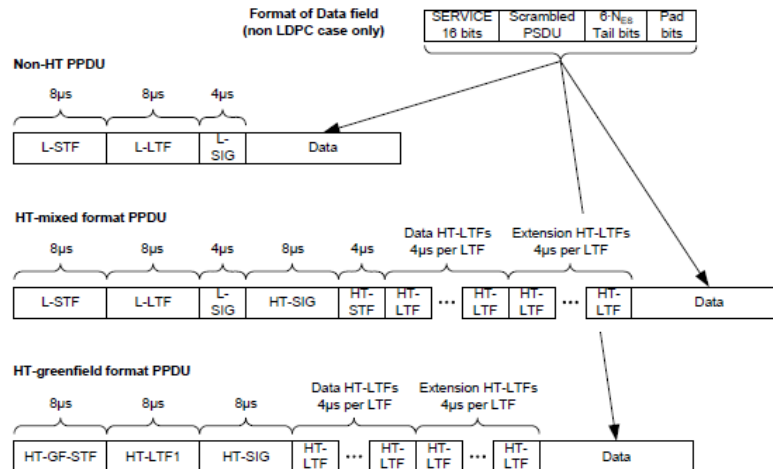 Format of Data field
(non LDPC case only)
SERVICE
16 bits
Scrambled
PSDU
6·NES
Tail bits
Pad
bits
Non-HT PPDU
8µs
8µs
4µs
L-STF
L-LTF
L-
SIG
Data
HT-mixed format PPDU
Data HT-LTFs
4µs per LTF
Extension HT-LTFs
4µs per LTF
8µs
8µs
4µs
8µs
4µs
L-STF
L-LTF
L-
SIG
HT-SIG
HT-
STF
HT-
LTF
...
HT-
LTF
HT-
LTF
...
HT-
LTF
Data
HT-greenfield format PPDU
Data HT-LTFs
4µs per LTF
Extension HT-LTFs
4µs per LTF
8µs
8µs
8µs
HT-GF-STF
HT-LTF1
HT-SIG
HT-
LTF
...
HT-
LTF
HT-
LTF
...
HT-
LTF
Data